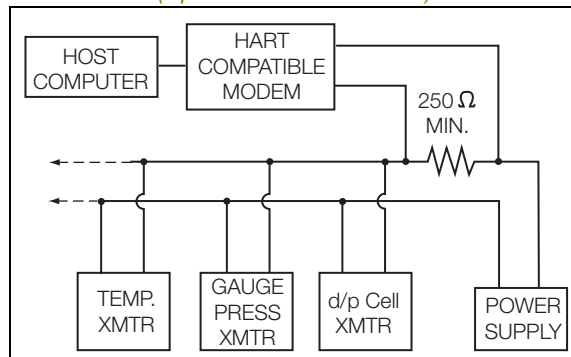 HOST
COMPUTER
HART
COMPATIBLE
MODEM
250 Ω
MIN.
TEMP.
XMTR
GAUGE
PRESS
XMTR
d/p Cell
XMTR
POWER
SUPPLY